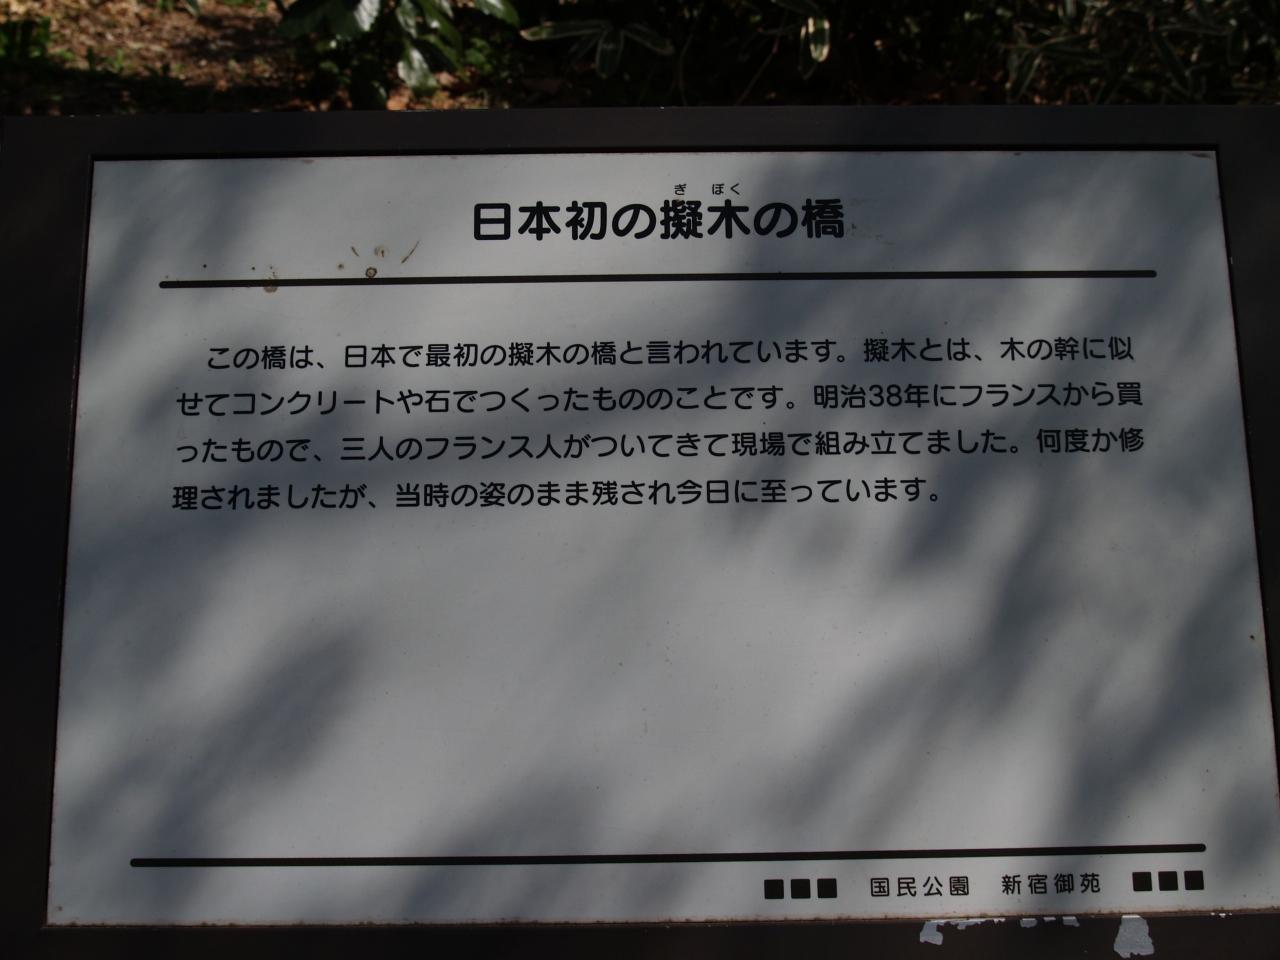 ぎ ぼく
日本初の擬木の橋
この橋は、日本で最初の擬木の橋と言われています。擬木とは、木の幹に似
せてコンクリートや石でつくったもののことです。明治38年にフランスから買
ったもので、三人のフランス人がついてきて現場で組み立てました。何度か修
理されましたが、当時の姿のまま残され今日に至っています。
■■■ 国民公園 新宿御苑 ■■■